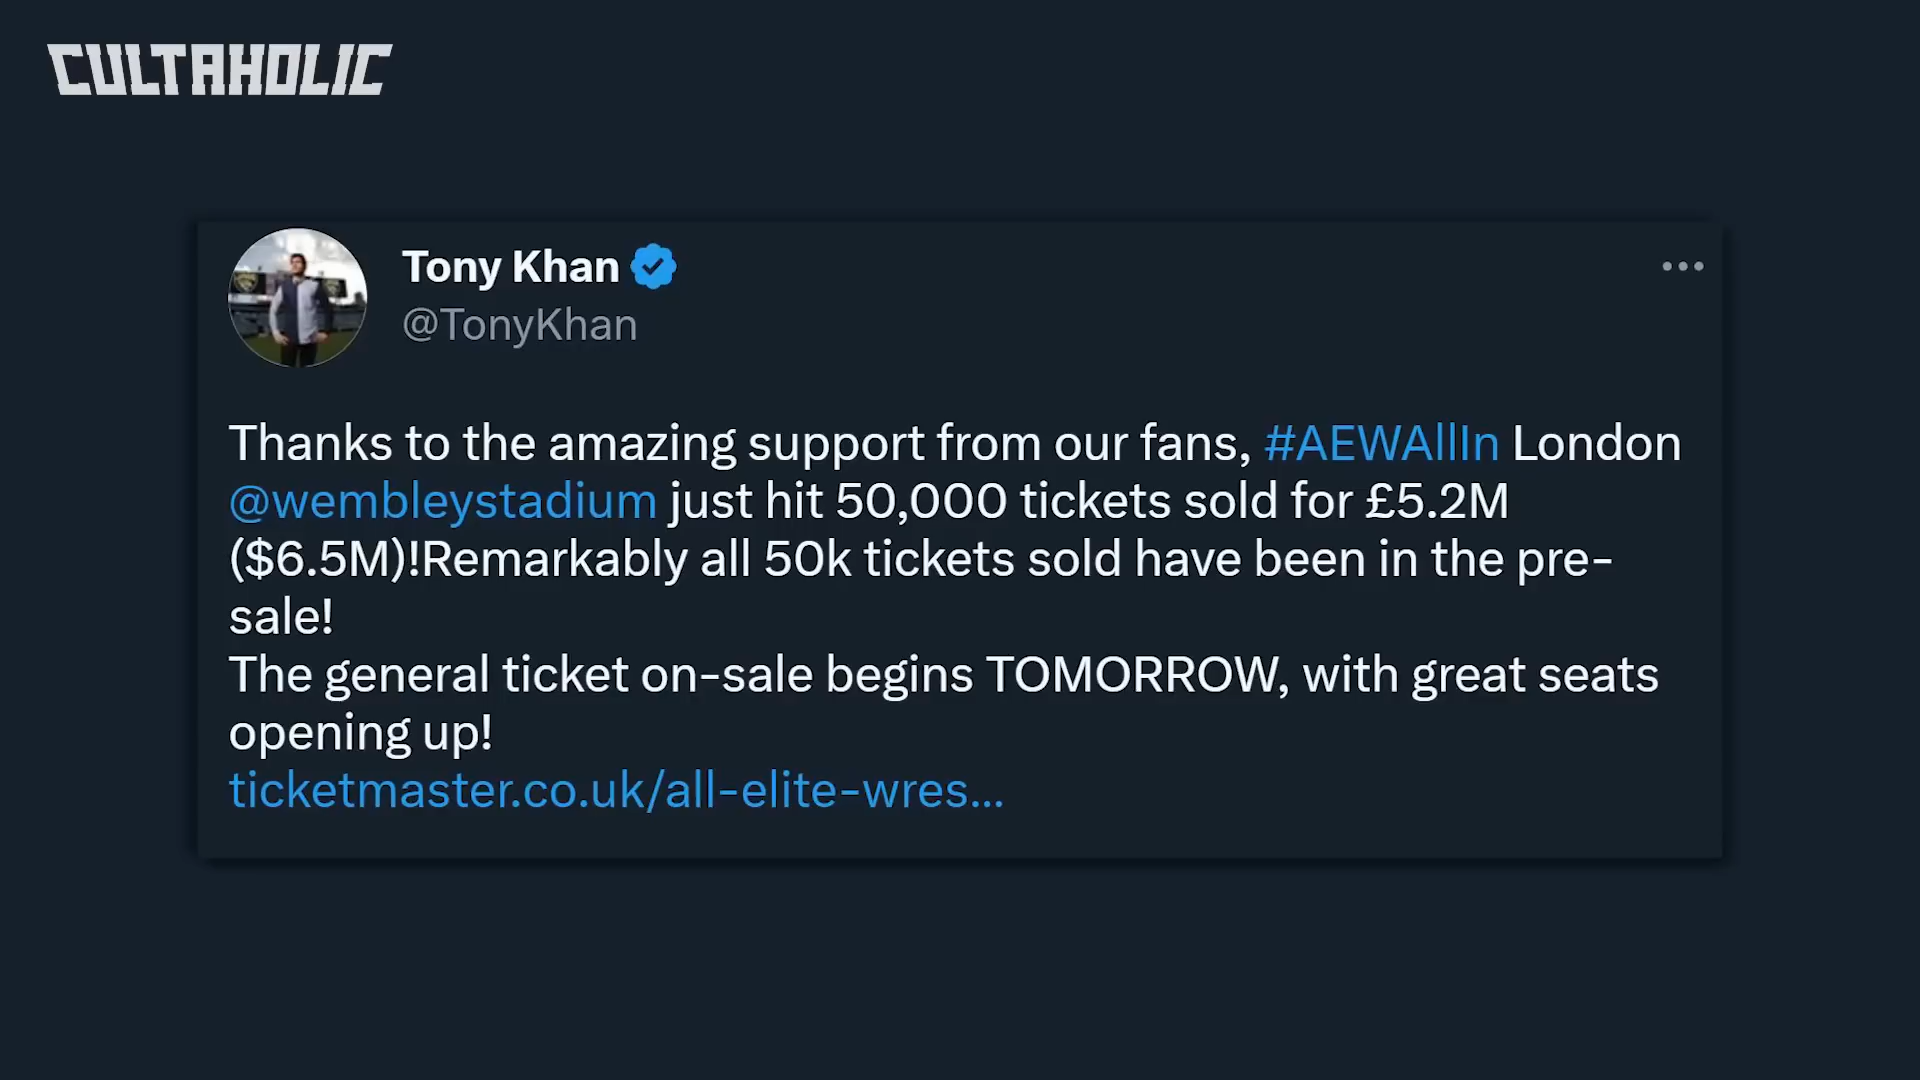 CULTAHOLIC
Tony Khan
@TonyKhan
Thanks to the amazing support from our fans, #AEWAllIn London
@wembleystadium just hit 50,000 tickets sold for £5.2M
($6.5M)!Remarkably all 50k tickets sold have been in the pre-
sale!
The general ticket on-sale begins TOMORROW, with great seats
opening up!
ticketmaster.co.uk/all-elite-wres...